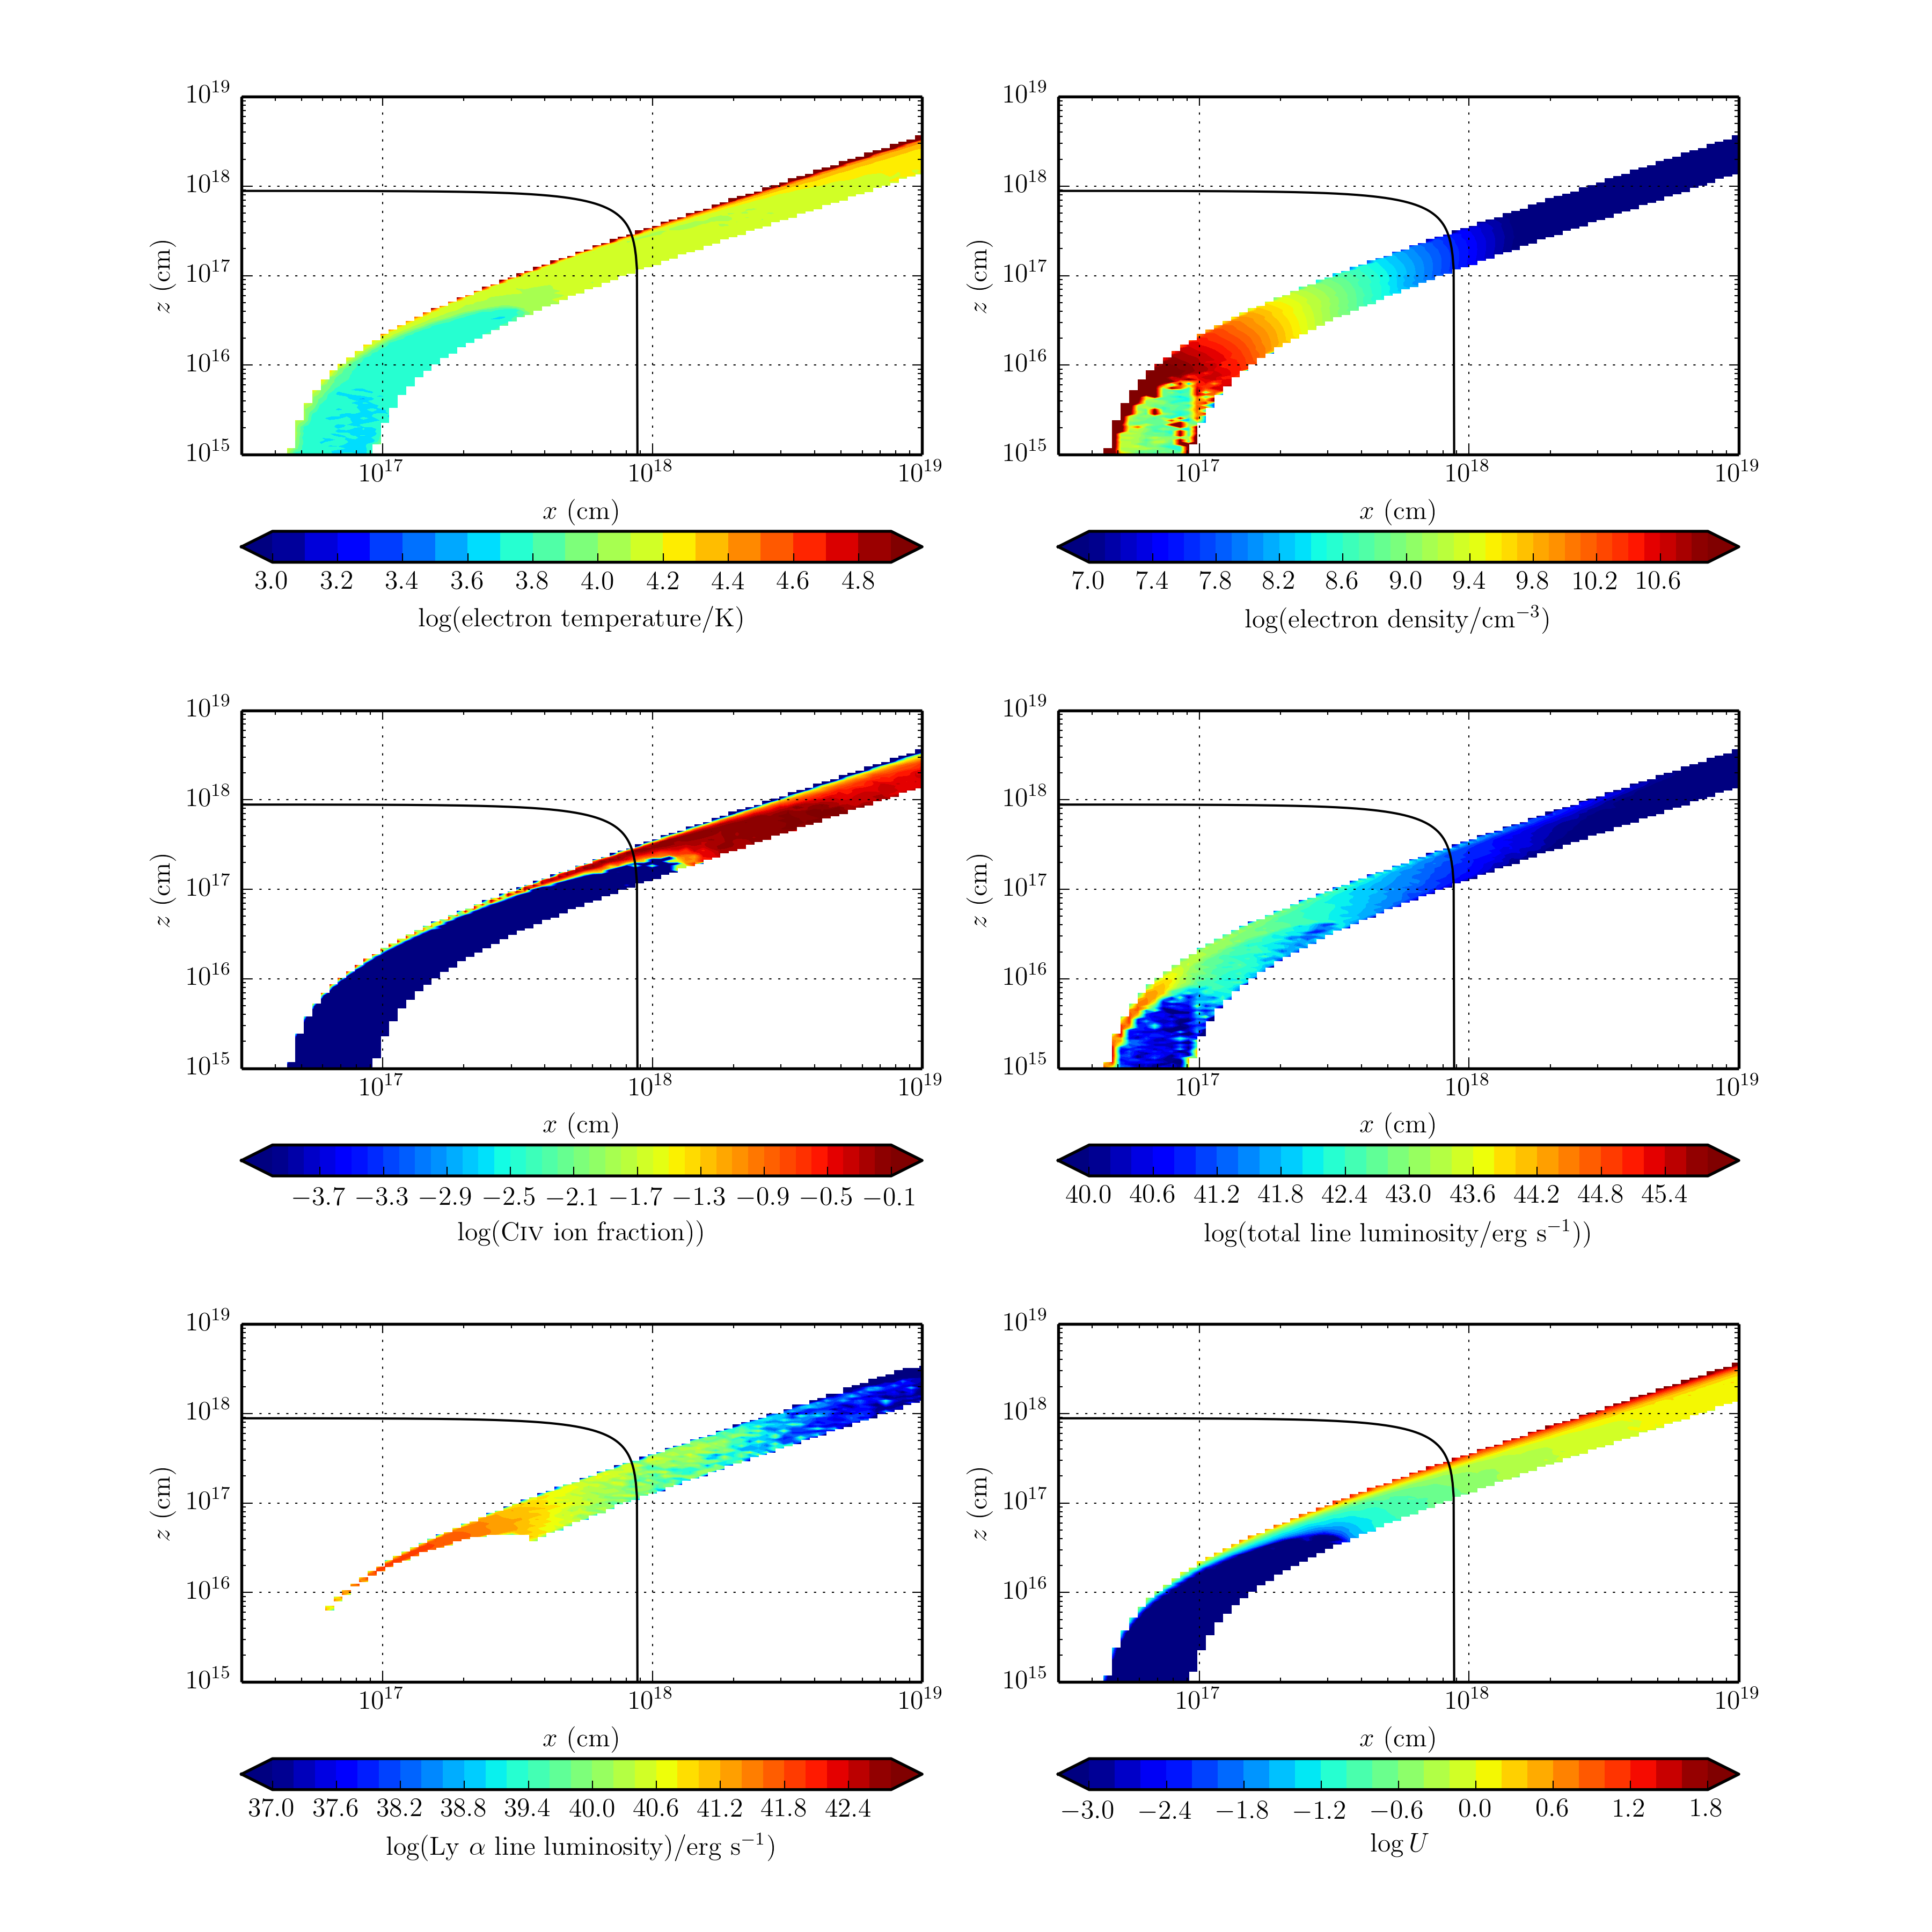 10^19 10^19
10^18 10^18
z (cm) z (cm)
10^17 10^17
10^16 10^16
10^15 10^15
10^17 10^18 10^19 10^17 10^18 10^19
x (cm) x (cm)
3.0 3.2 3.4 3.6 3.8 4.0 4.2 4.4 4.6 4.8 7.0 7.4 7.8 8.2 8.6 9.0 9.4 9.8 10.2 10.6
log(electron temperature/K) log(electron density/cm^−3)
10^19 10^19
10^18 10^18
z (cm) z (cm)
10^17 10^17
10^16 10^16
10^15 10^15
10^17 10^18 10^19 10^17 10^18 10^19
x (cm) x (cm)
−3.7 −3.3 −2.9 −2.5 −2.1 −1.7 −1.3 −0.9 −0.5 −0.1 40.0 40.6 41.2 41.8 42.4 43.0 43.6 44.2 44.8 45.4
log(CIV ion fraction)) log(total line luminosity/erg s^−1))
10^19 10^19
10^18 10^18
z (cm) z (cm)
10^17 10^17
10^16 10^16
10^15 10^15
10^17 10^18 10^19 10^17 10^18 10^19
x (cm) x (cm)
37.0 37.6 38.2 38.8 39.4 40.0 40.6 41.2 41.8 42.4 −3.0 −2.4 −1.8 −1.2 −0.6 0.0 0.6 1.2 1.8
log(Ly α line luminosity)/erg s^−1) log U